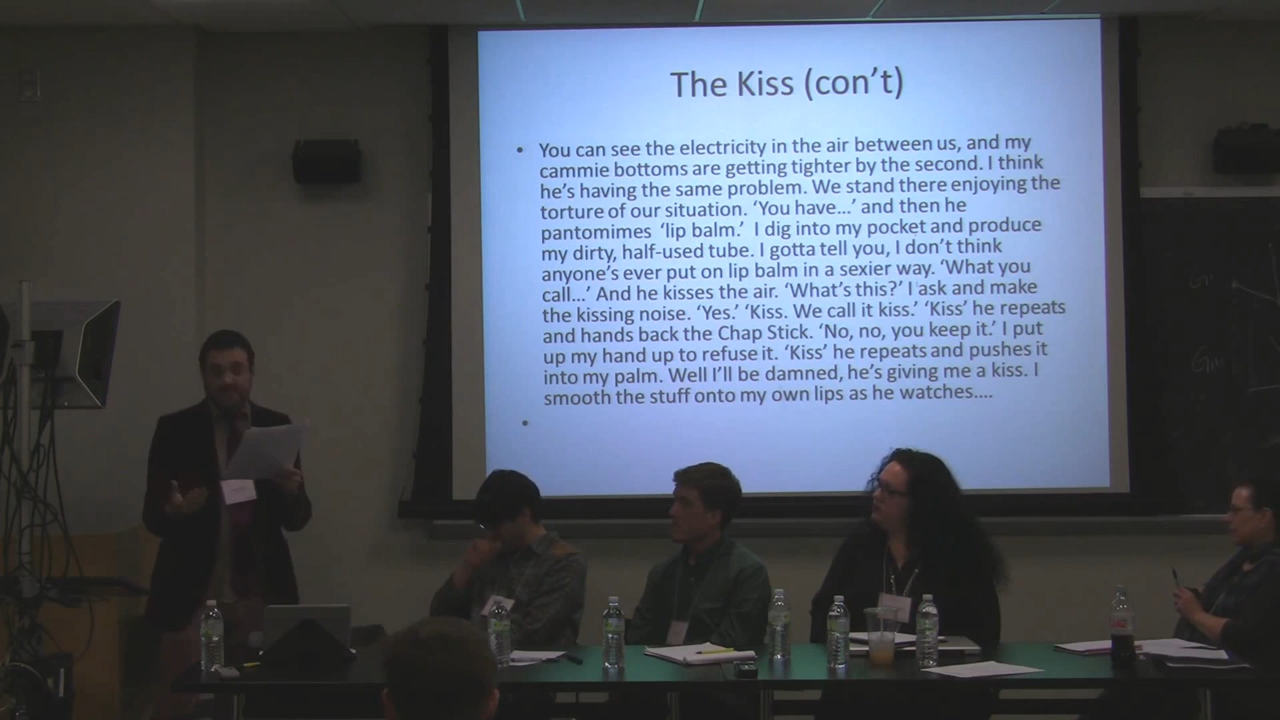 The Kiss (con't)
• You can see the electricity in the air between us, and my
cammie bottoms are getting tighter by the second. I think
he's having the same problem. We stand there enjoying the
torture of our situation. 'You have...' and then he
pantomimes 'lip balm.' I dig into my pocket and produce
my dirty, half-used tube. I gotta tell you, I don't think
anyone's ever put on lip balm in a sexier way. 'What you
call...' And he kisses the air. 'What's this?' I ask and make
the kissing noise. 'Yes.' 'Kiss. We call it kiss.' 'Kiss' he repeats
and hands back the Chap Stick. 'No, no, you keep it.' I put
up my hand up to refuse it. 'Kiss' he repeats and pushes it
into my palm. Well I'll be damned, he's giving me a kiss. I
smooth the stuff onto my own lips as he watches....
•